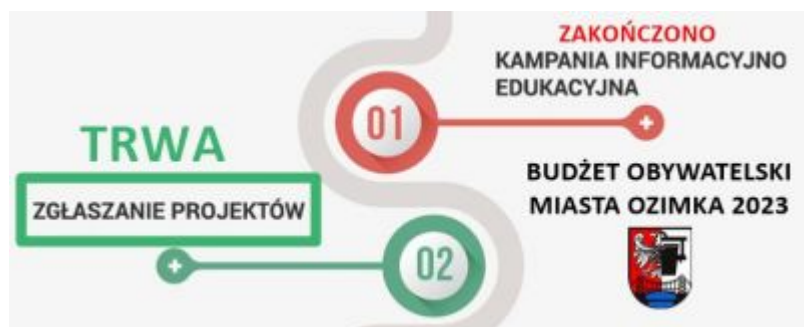 ZAKOŃCZONO
KAMPANIA INFORMACYJNO
EDUKACYJNA
01
TRWA
ZGŁASZANIE PROJEKTÓW
BUDŻET OBYWATELSKI
MIASTA OZIMKA 2023
02